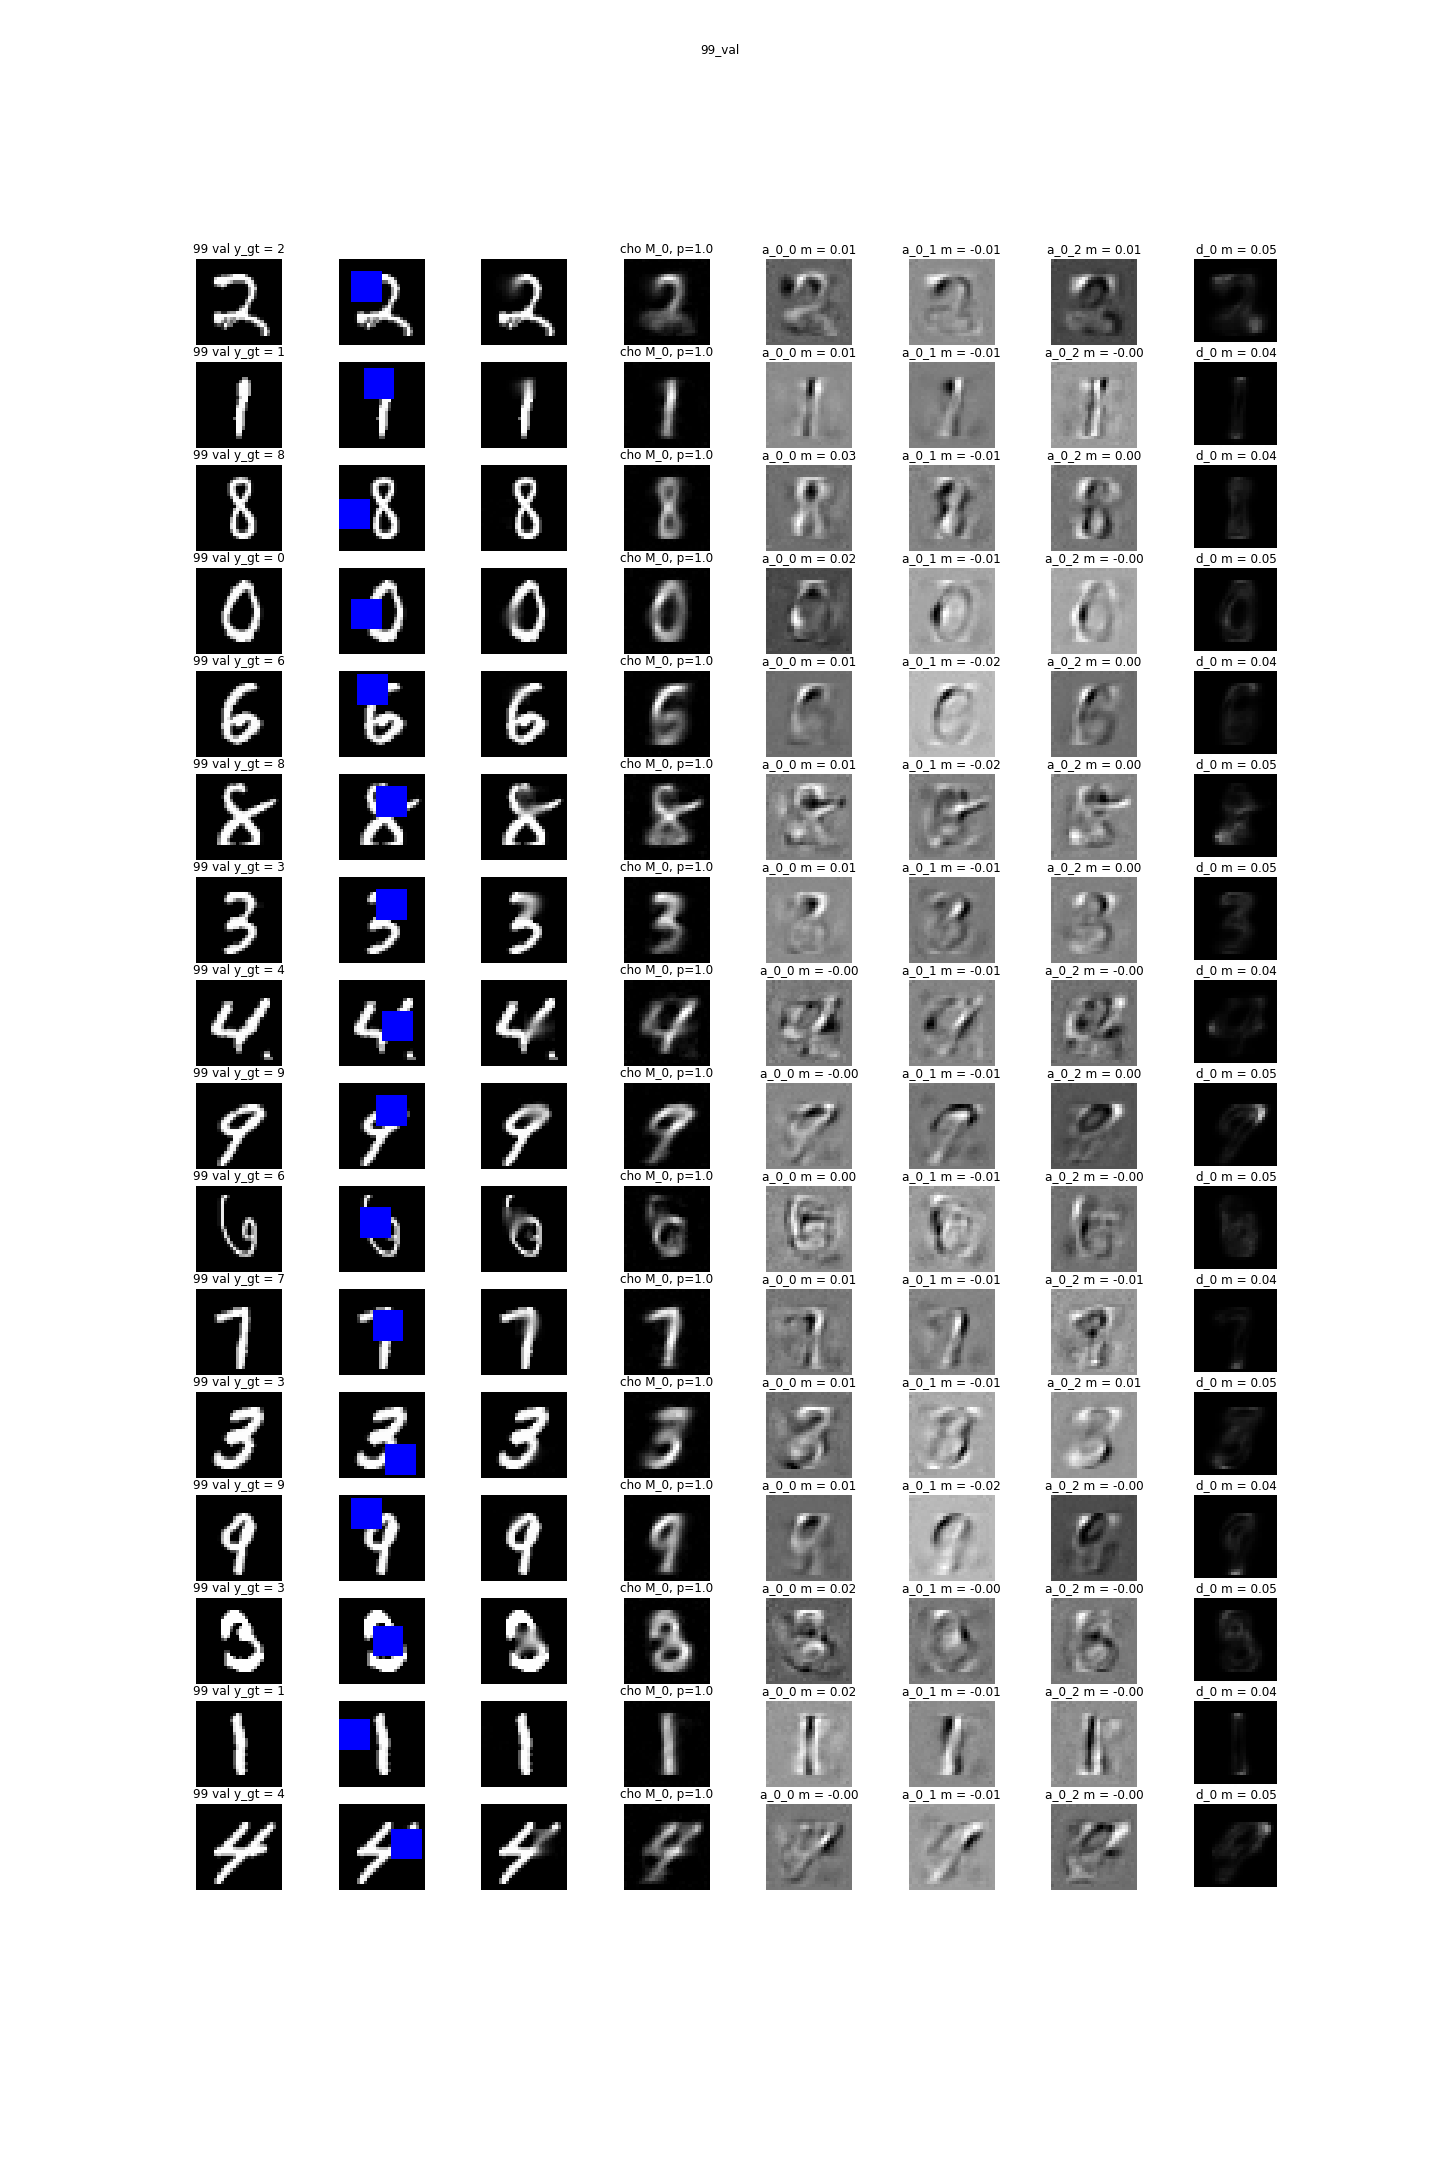 99_val
99 val y_gt = 2 cho M_0, p=1.0 a_0_0 m = 0.01 a_0_1 m = -0.01 a_0_2 m = 0.01 d_0 m = 0.05
99 val y_gt = 1 cho M_0, p=1.0 a_0_0 m = 0.01 a_0_1 m = -0.01 a_0_2 m = -0.00 d_0 m = 0.04
99 val y_gt = 8 cho M_0, p=1.0 a_0_0 m = 0.03 a_0_1 m = -0.01 a_0_2 m = 0.00 d_0 m = 0.04
99 val y_gt = 0 cho M_0, p=1.0 a_0_0 m = 0.02 a_0_1 m = -0.01 a_0_2 m = -0.00 d_0 m = 0.05
99 val y_gt = 6 cho M_0, p=1.0 a_0_0 m = 0.01 a_0_1 m = -0.02 a_0_2 m = 0.00 d_0 m = 0.04
99 val y_gt = 8 cho M_0, p=1.0 a_0_0 m = 0.01 a_0_1 m = -0.02 a_0_2 m = 0.00 d_0 m = 0.05
99 val y_gt = 3 cho M_0, p=1.0 a_0_0 m = 0.01 a_0_1 m = -0.01 a_0_2 m = 0.00 d_0 m = 0.05
99 val y_gt = 4 cho M_0, p=1.0 a_0_0 m = -0.00 a_0_1 m = -0.01 a_0_2 m = -0.00 d_0 m = 0.04
99 val y_gt = 9 cho M_0, p=1.0 a_0_0 m = -0.00 a_0_1 m = -0.01 a_0_2 m = 0.00 d_0 m = 0.05
99 val y_gt = 6 cho M_0, p=1.0 a_0_0 m = 0.00 a_0_1 m = -0.01 a_0_2 m = -0.00 d_0 m = 0.05
99 val y_gt = 7 cho M_0, p=1.0 a_0_0 m = 0.01 a_0_1 m = -0.01 a_0_2 m = -0.01 d_0 m = 0.04
99 val y_gt = 3 cho M_0, p=1.0 a_0_0 m = 0.01 a_0_1 m = -0.01 a_0_2 m = 0.01 d_0 m = 0.05
99 val y_gt = 9 cho M_0, p=1.0 a_0_0 m = 0.01 a_0_1 m = -0.02 a_0_2 m = -0.00 d_0 m = 0.04
99 val y_gt = 3 cho M_0, p=1.0 a_0_0 m = 0.02 a_0_1 m = -0.00 a_0_2 m = -0.00 d_0 m = 0.05
99 val y_gt = 1 cho M_0, p=1.0 a_0_0 m = 0.02 a_0_1 m = -0.01 a_0_2 m = -0.00 d_0 m = 0.04
99 val y_gt = 4 cho M_0, p=1.0 a_0_0 m = -0.00 a_0_1 m = -0.01 a_0_2 m = -0.00 d_0 m = 0.05